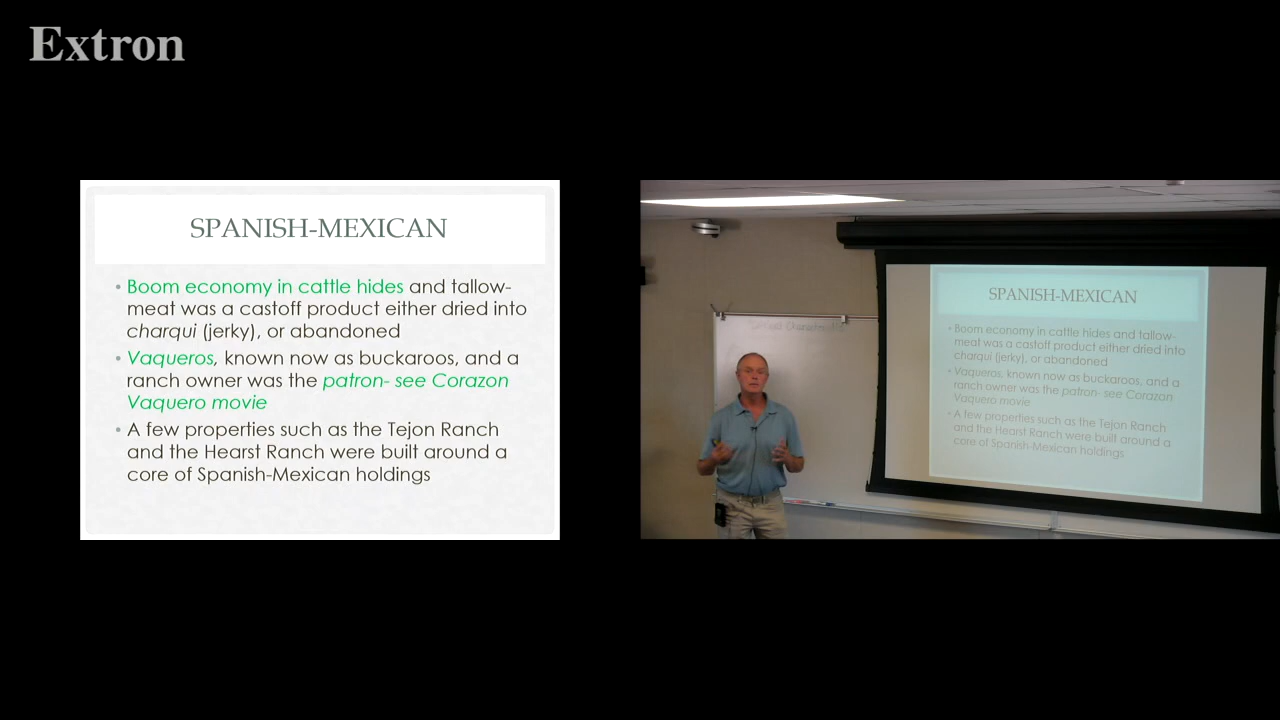 Extron
SPANISH-MEXICAN
• Boom economy in cattle hides and tallow-
meat was a castoff product either dried into
charqui (jerky), or abandoned
• Vaqueros, known now as buckaroos, and a
ranch owner was the patron- see Corazon
Vaquero movie
• A few properties such as the Tejon Ranch
and the Hearst Ranch were built around a
core of Spanish-Mexican holdings
SPANISH-MEXICAN
• Boom economy in cattle hides and tallow-
meat was a castoff product either dried into
charqui (jerky), or abandoned
• Vaqueros, known now as buckaroos, and a
ranch owner was the patron- see Corazon
Vaquero movie
• A few properties such as the Tejon Ranch
and the Hearst Ranch were built around a
core of Spanish-Mexican holdings